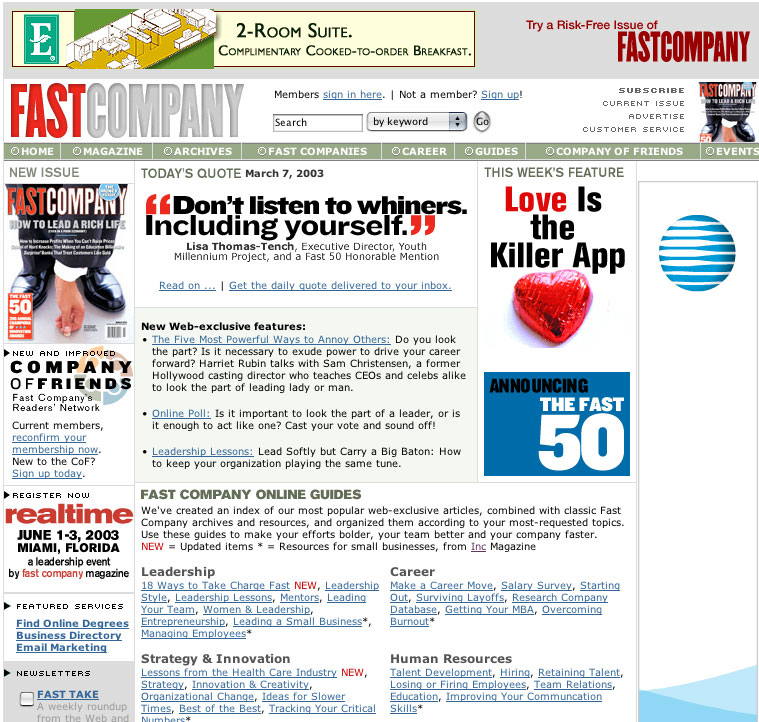 E
2-ROOM SUITE.
COMPLIMENTARY COOKED-TO-ORDER BREAKFAST.
Try a Risk-Free Issue of
FASTCOMPANY
FASTCOMPANY
Members sign in here. | Not a member? Sign up!
Search
by keyword
Go
SUBSCRIBE
CURRENT ISSUE
ADVERTISE
CUSTOMER SERVICE
FASTCOMPANY
HOW TO LEAD A RICH LIFE
HOME
MAGAZINE
ARCHIVES
FAST COMPANIES
CAREER
GUIDES
COMPANY OF FRIENDS
EVENTS
NEW ISSUE
FASTCOMPANY
HOW TO LEAD A RICH LIFE
How to Increase Profits When You Can't Raise Prices
THE FAST
50
NEW AND IMPROVED
COMPANY
OF FRIENDS
Fast Company's
Readers' Network
Current members,
reconfirm your
membership now.
New to the CoF?
Sign up today.
REGISTER NOW
realtime
JUNE 1-3, 2003
MIAMI, FLORIDA
a leadership event
by fast company magazine
FEATURED SERVICES
Find Online Degrees
Business Directory
Email Marketing
NEWSLETTERS
FAST TAKE
A weekly roundup
from the Web and
TODAY'S QUOTE March 7, 2003
“Don't listen to whiners.
Including yourself.”
Lisa Thomas-Tench, Executive Director, Youth
Millennium Project, and a Fast 50 Honorable Mention
Read on ... | Get the daily quote delivered to your inbox.
New Web-exclusive features:
• The Five Most Powerful Ways to Annoy Others: Do you look
the part? Is it necessary to exude power to drive your career
forward? Harriet Rubin talks with Sam Christensen, a former
Hollywood casting director who teaches CEOs and celebs alike
to look the part of leading lady or man.
• Online Poll: Is it important to look the part of a leader, or is
it enough to act like one? Cast your vote and sound off!
• Leadership Lessons: Lead Softly but Carry a Big Baton: How
to keep your organization playing the same tune.
THIS WEEK'S FEATURE
Love Is
the
Killer App
ANNOUNCING
THE FAST
50
FAST COMPANY ONLINE GUIDES
We've created an index of our most popular web-exclusive articles, combined with classic Fast
Company archives and resources, and organized them according to your most-requested topics.
Use these guides to make your efforts bolder, your team better and your company faster.
NEW = Updated items * = Resources for small businesses, from Inc Magazine
Leadership
18 Ways to Take Charge Fast NEW, Leadership
Style, Leadership Lessons, Mentors, Leading
Your Team, Women & Leadership,
Entrepreneurship, Leading a Small Business*,
Managing Employees*
Career
Make a Career Move, Salary Survey, Starting
Out, Surviving Layoffs, Research Company
Database, Getting Your MBA, Overcoming
Burnout*
Strategy & Innovation
Lessons from the Health Care Industry NEW,
Strategy, Innovation & Creativity,
Organizational Change, Ideas for Slower
Times, Best of the Best, Tracking Your Critical
Numbers*
Human Resources
Talent Development, Hiring, Retaining Talent,
Losing or Firing Employees, Team Relations,
Education, Improving Your Communcation
Skills*